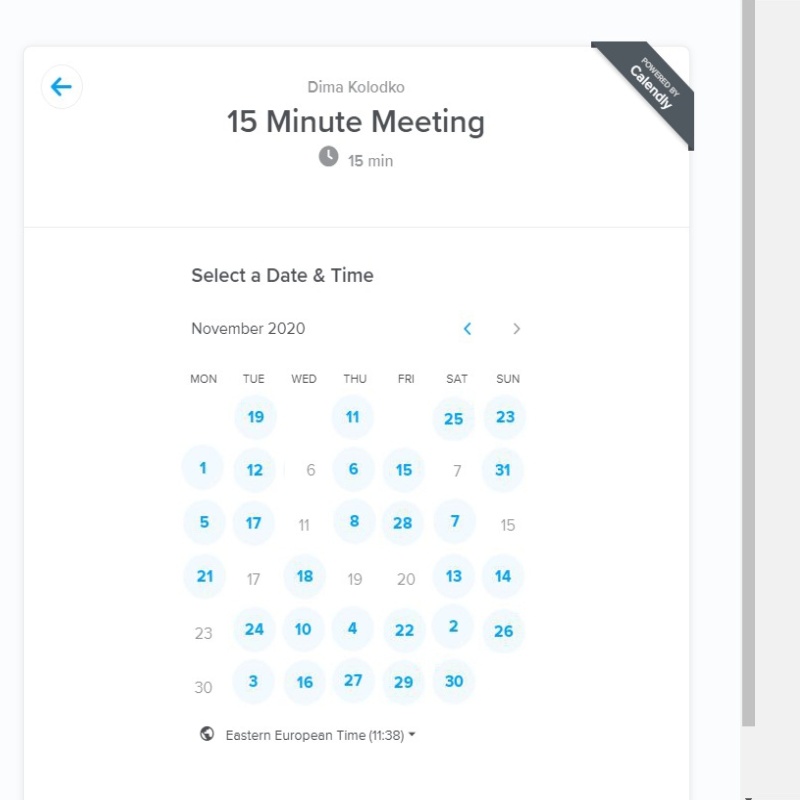 Dima Kolodko
POWERED BY
Calendly
15 Minute Meeting
15 min
Select a Date & Time
November 2020
MON TUE WED THU FRI SAT SUN
19 11 25 23
1 12 6 6 15 7 31
5 17 11 8 28 7 15
21 17 18 19 20 13 14
23 24 10 4 22 2 26
30 3 16 27 29 30
Eastern European Time (11:38)